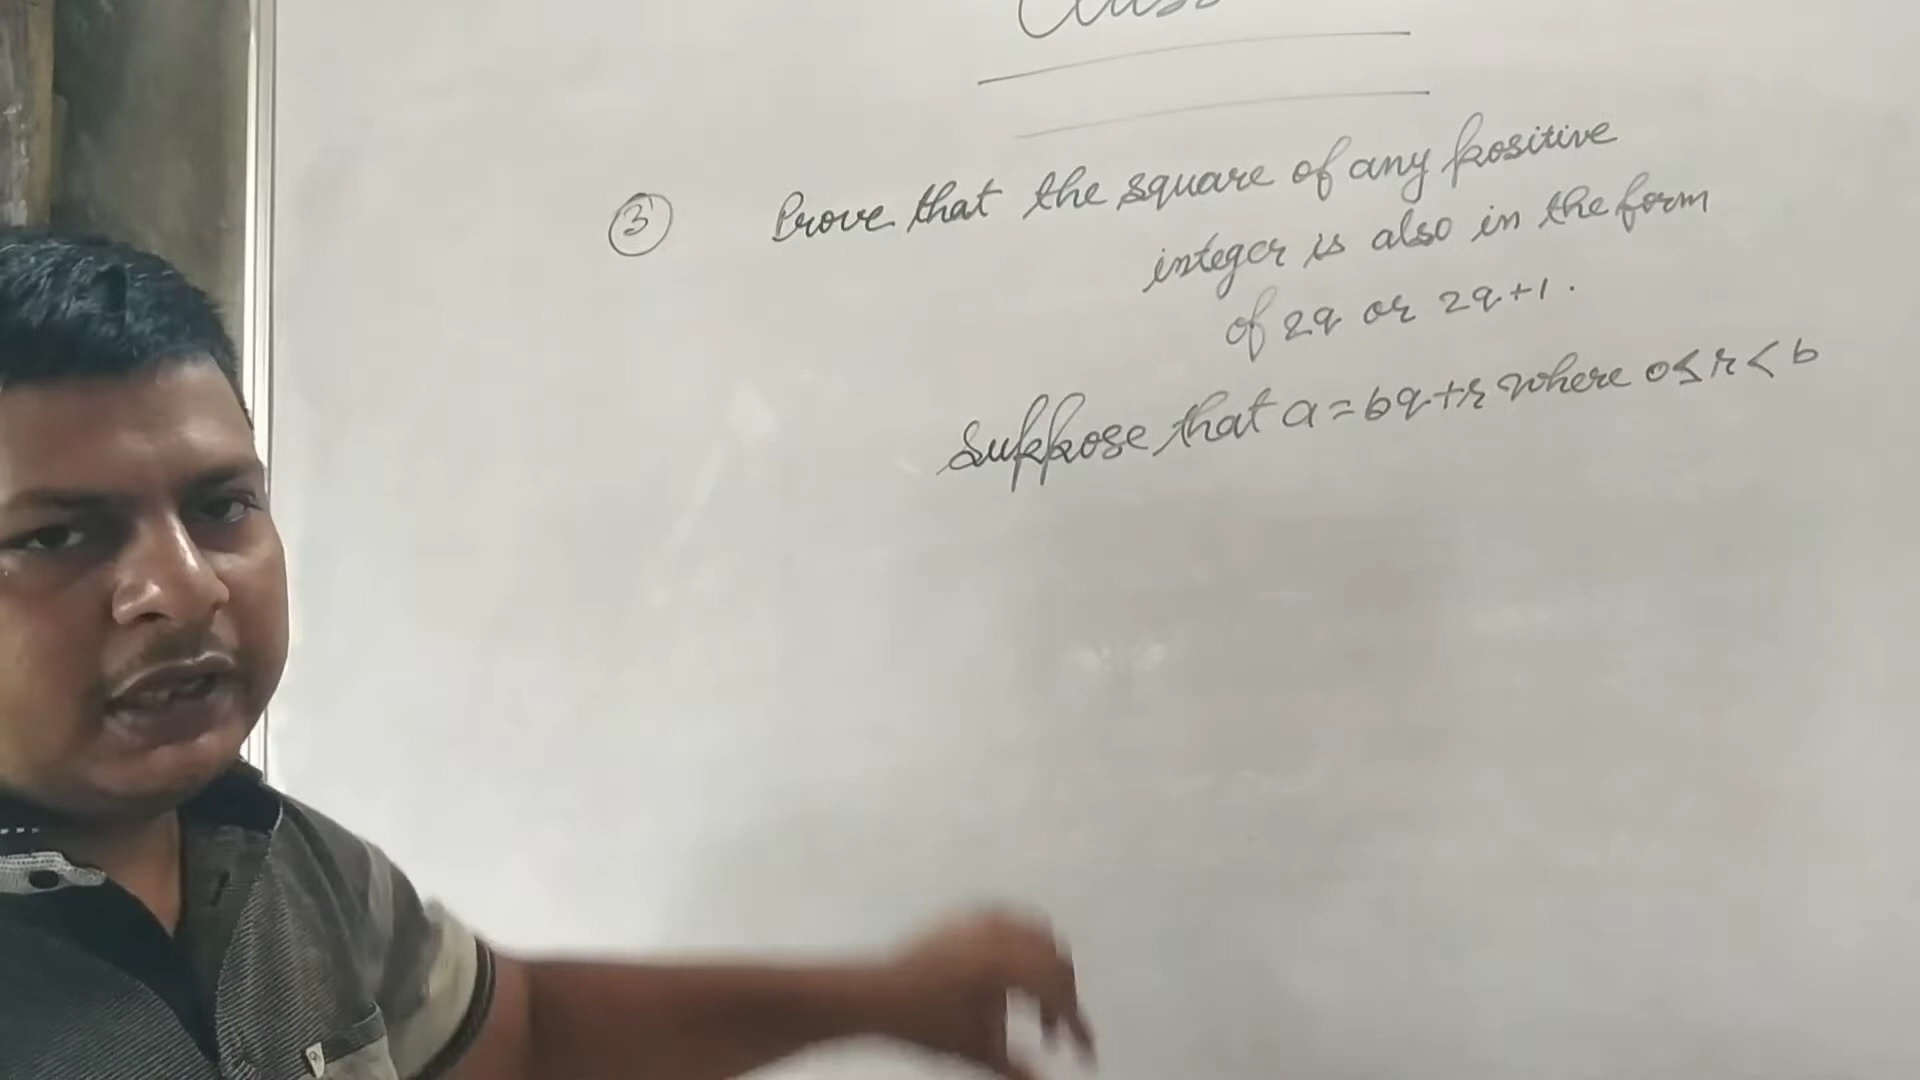 Class
③ Prove that the square of any positive
integer is also in the form
of 2q or 2q+1.
Suppose that a=bq+r where 0≤r<b